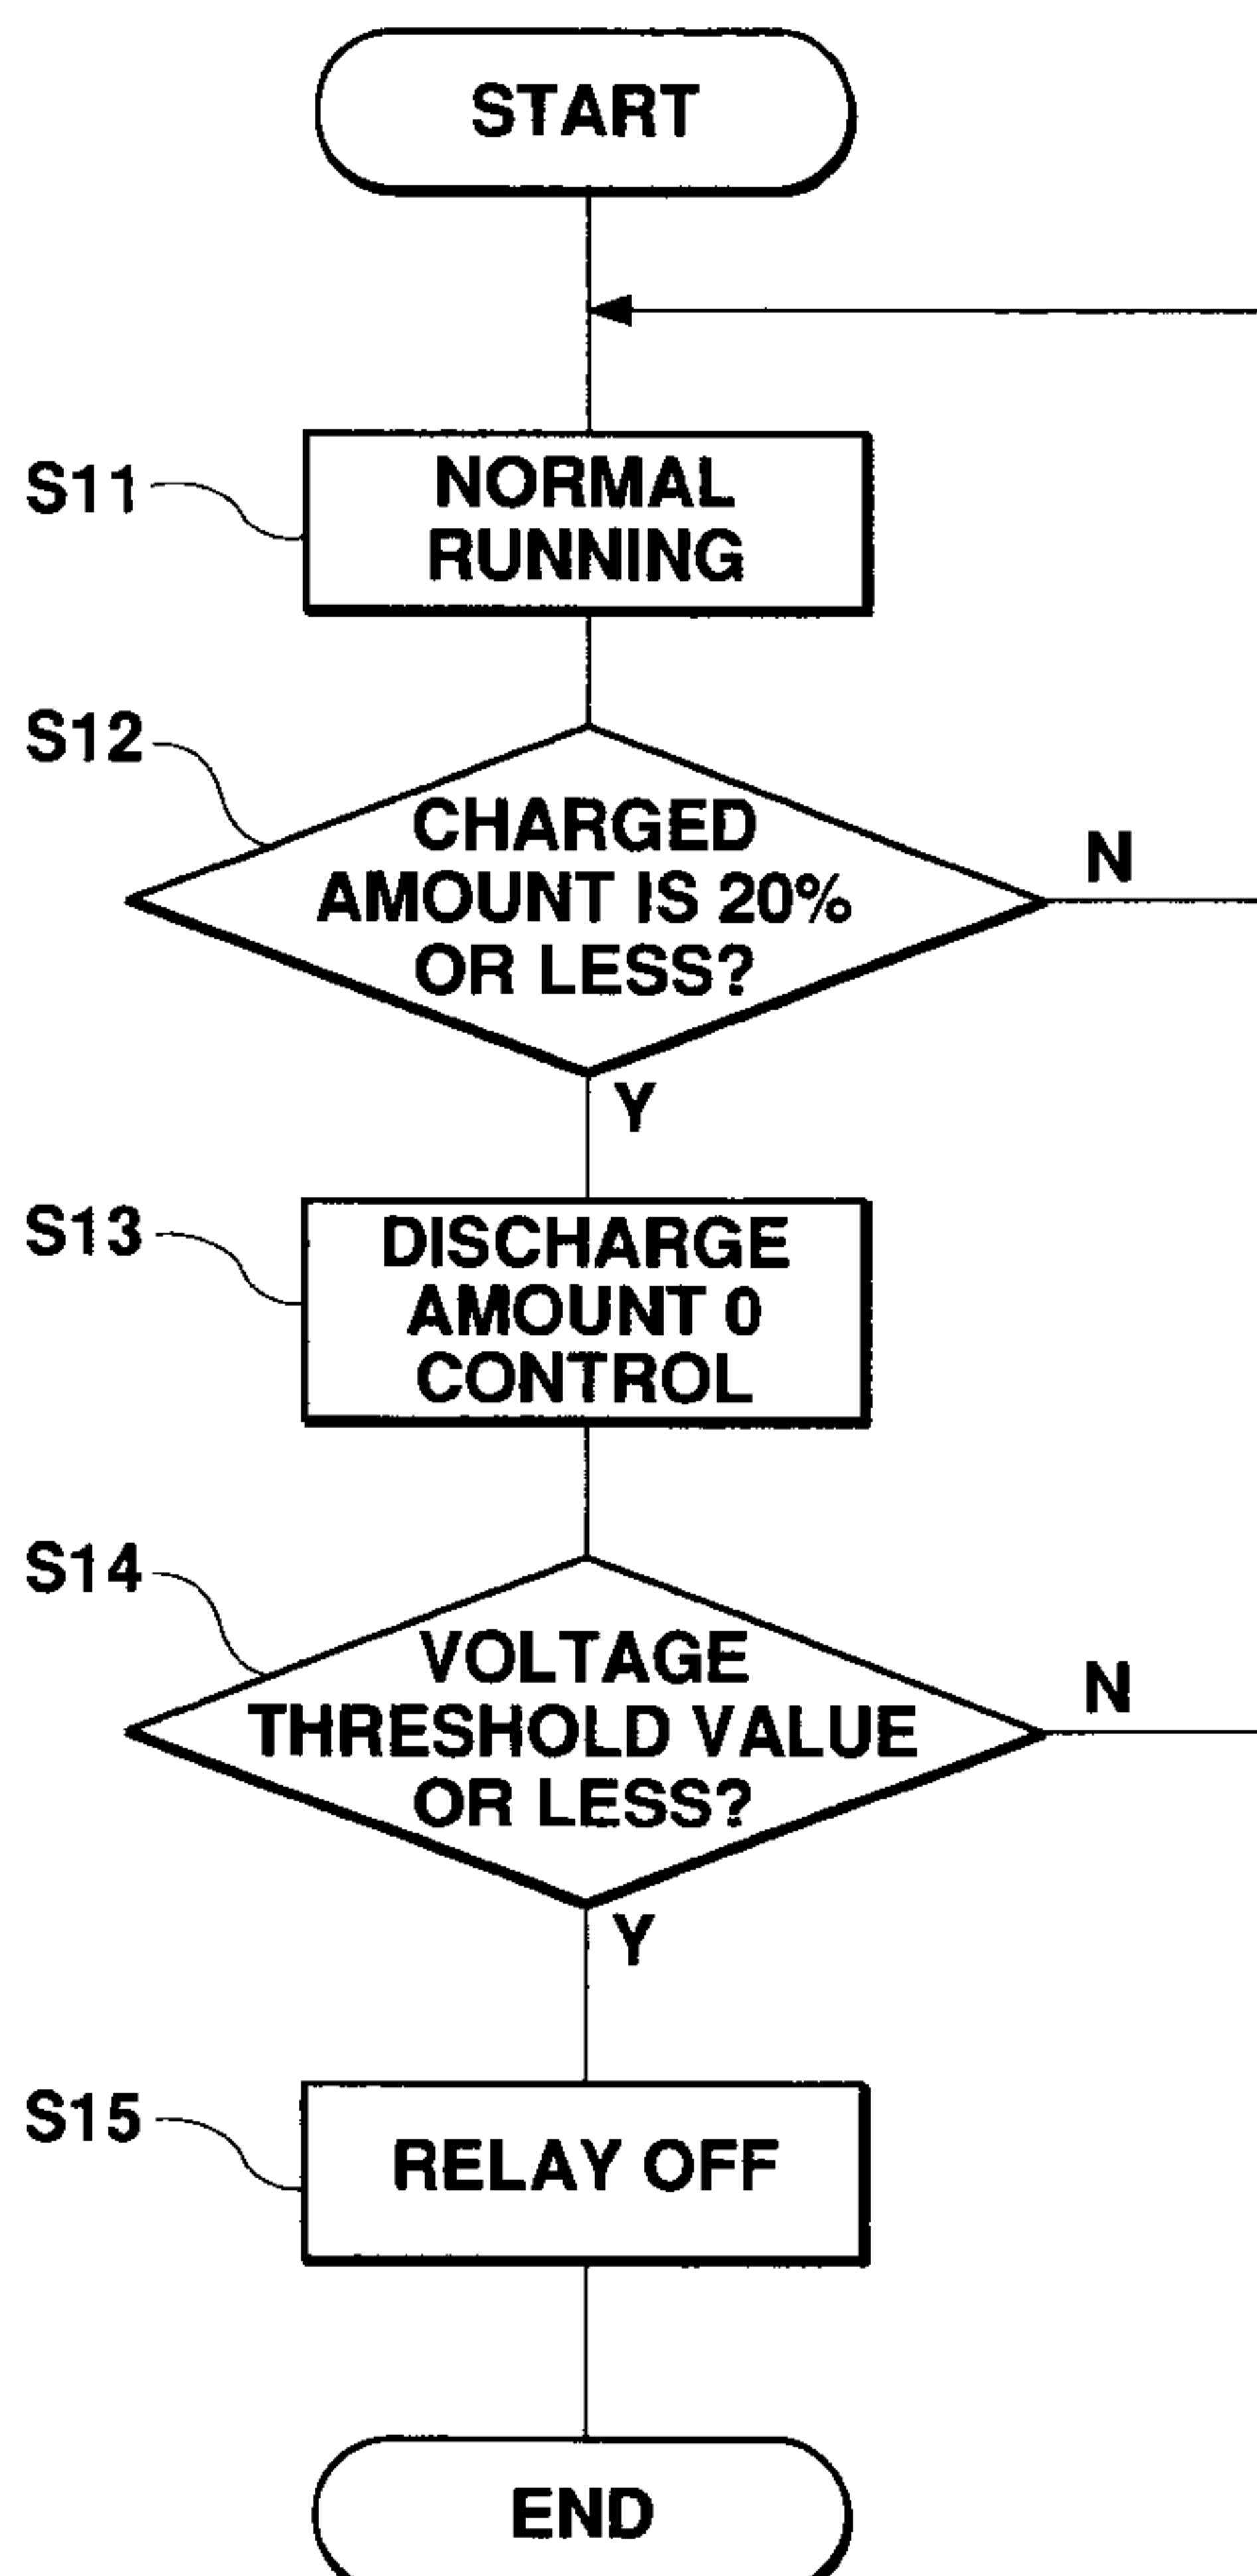 START
S11
NORMAL
RUNNING
S12
CHARGED
AMOUNT IS 20%
OR LESS?
N
Y
S13
DISCHARGE
AMOUNT 0
CONTROL
S14
VOLTAGE
THRESHOLD VALUE
OR LESS?
N
Y
S15
RELAY OFF
END